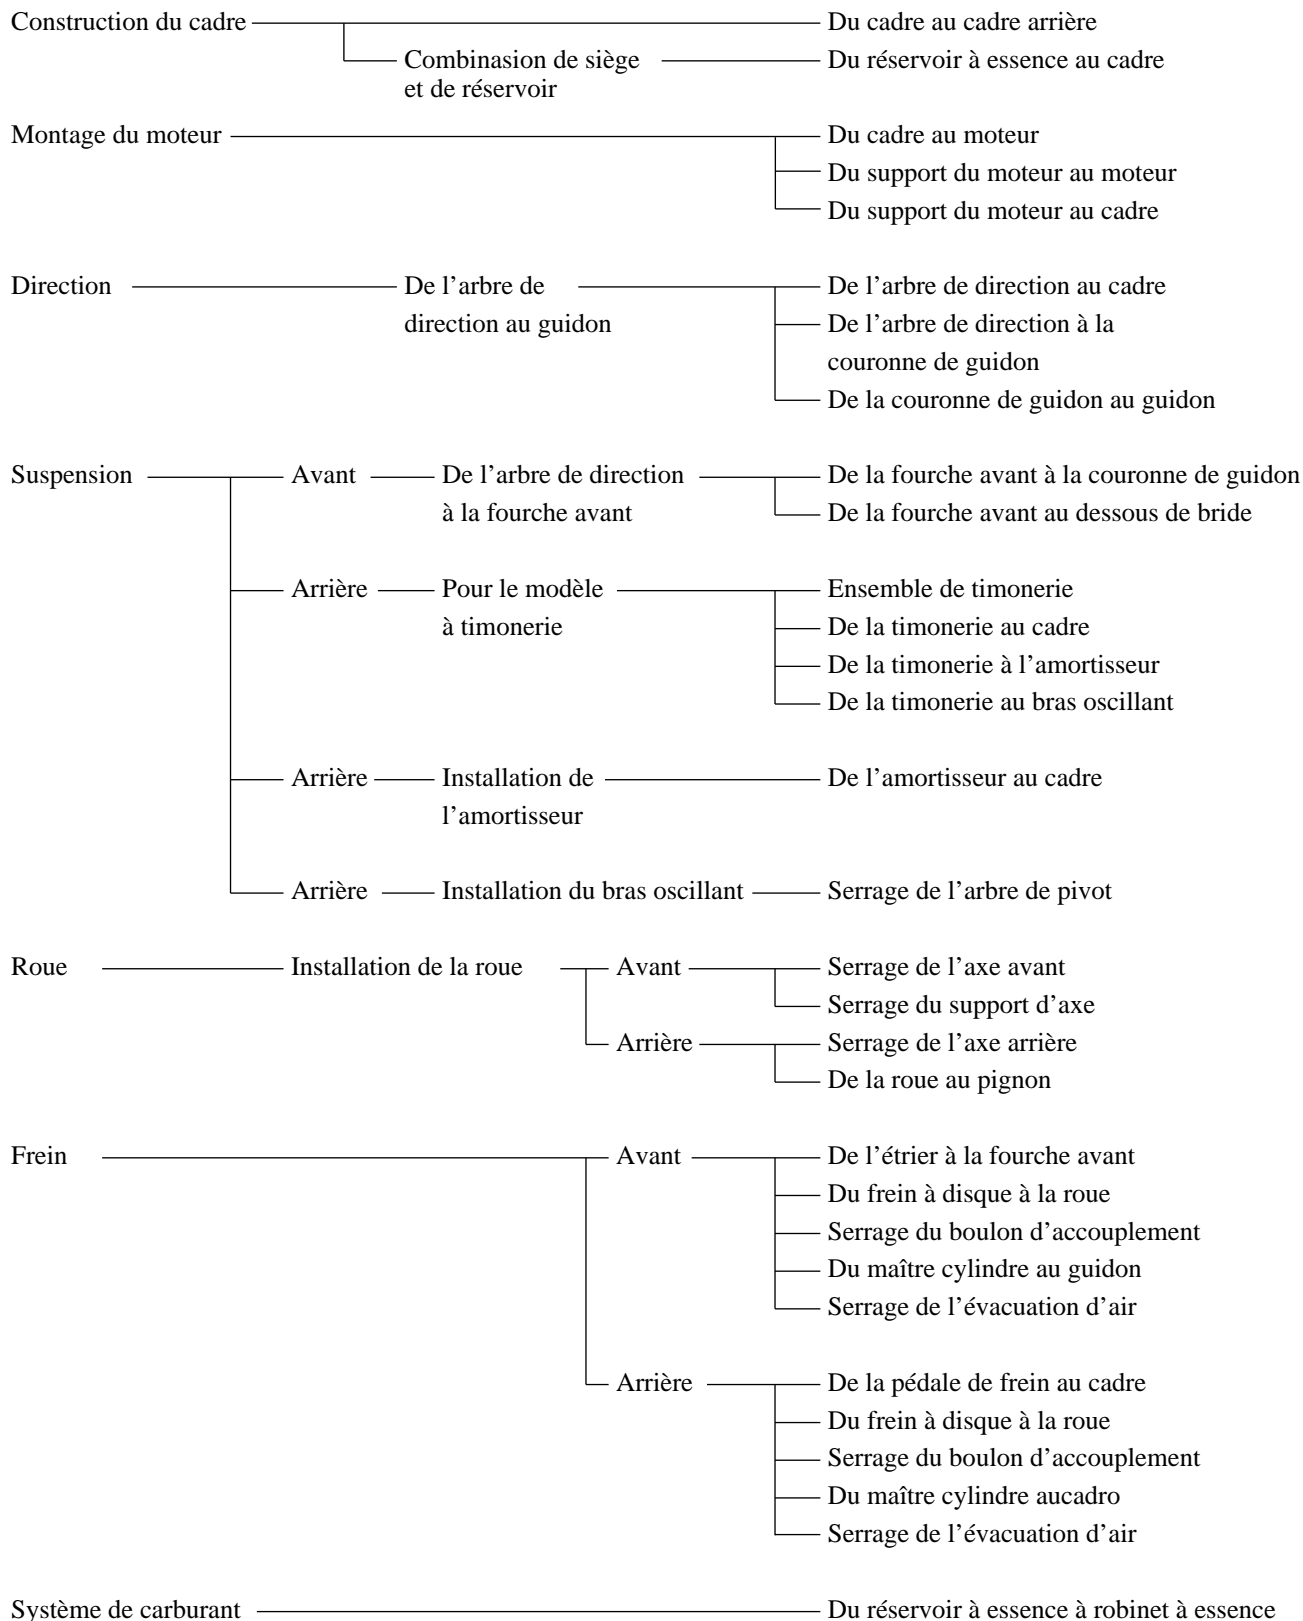 Construction du cadre Du cadre au cadre arrière
Combinasion de siège Du réservoir à essence au cadre
et de réservoir
Montage du moteur Du cadre au moteur
Du support du moteur au moteur
Du support du moteur au cadre
Direction De l’arbre de De l’arbre de direction au cadre
direction au guidon De l’arbre de direction à la
couronne de guidon
De la couronne de guidon au guidon
Suspension Avant De l’arbre de direction De la fourche avant à la couronne de guidon
à la fourche avant De la fourche avant au dessous de bride
Arrière Pour le modèle Ensemble de timonerie
à timonerie De la timonerie au cadre
De la timonerie à l’amortisseur
De la timonerie au bras oscillant
Arrière Installation de De l’amortisseur au cadre
l’amortisseur
Arrière Installation du bras oscillant Serrage de l’arbre de pivot
Roue Installation de la roue Avant Serrage de l’axe avant
Serrage du support d’axe
Arrière Serrage de l’axe arrière
De la roue au pignon
Frein Avant De l’étrier à la fourche avant
Du frein à disque à la roue
Serrage du boulon d’accouplement
Du maître cylindre au guidon
Serrage de l’évacuation d’air
Arrière De la pédale de frein au cadre
Du frein à disque à la roue
Serrage du boulon d’accouplement
Du maître cylindre aucadro
Serrage de l’évacuation d’air
Système de carburant Du réservoir à essence à robinet à essence